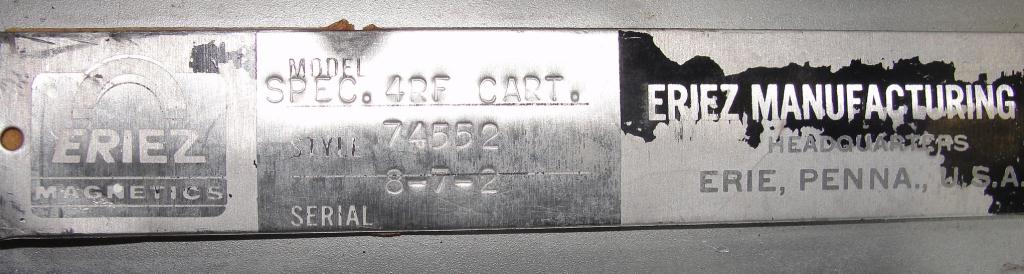 ERIEZ
MAGNETICS
MODEL
SPEC. 4RF CART.
STYLE 74552
8-7-2
SERIAL
ERIEZ MANUFACTURING
HEADQUARTERS
ERIE, PENNA., U.S.A.